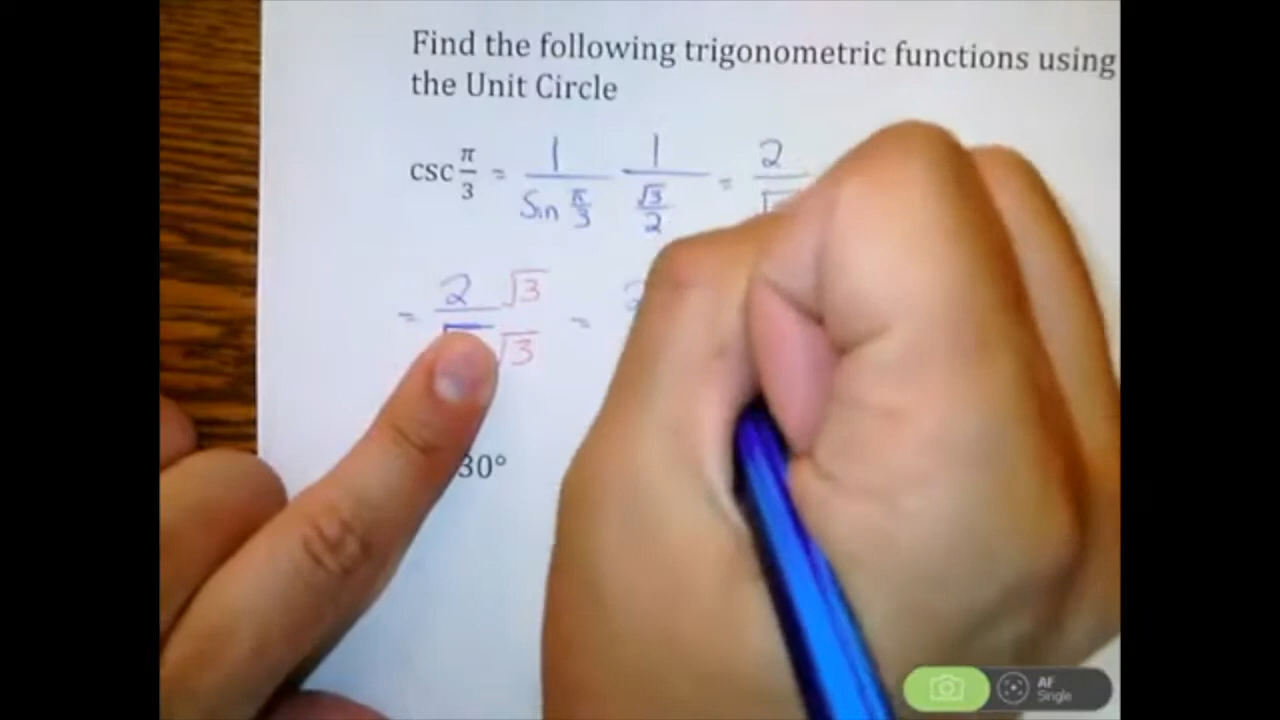 Find the following trigonometric functions using
the Unit Circle
csc π/3 = 1/(Sin π/3) 1/(√3/2) = 2/√
= 2/√ √3/√3 = 2
30°
AF
Single